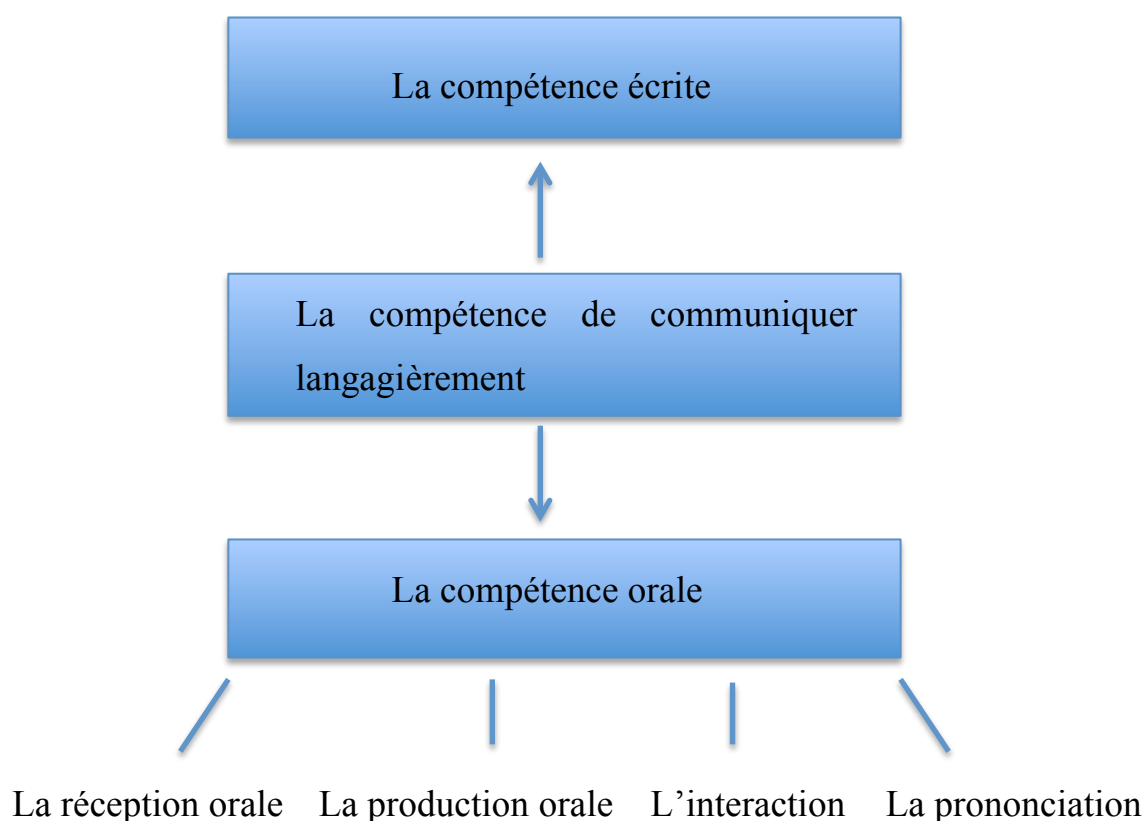 La compétence écrite
La compétence de communiquer
langagièrement
La compétence orale
La réception orale La production orale L’interaction La prononciation